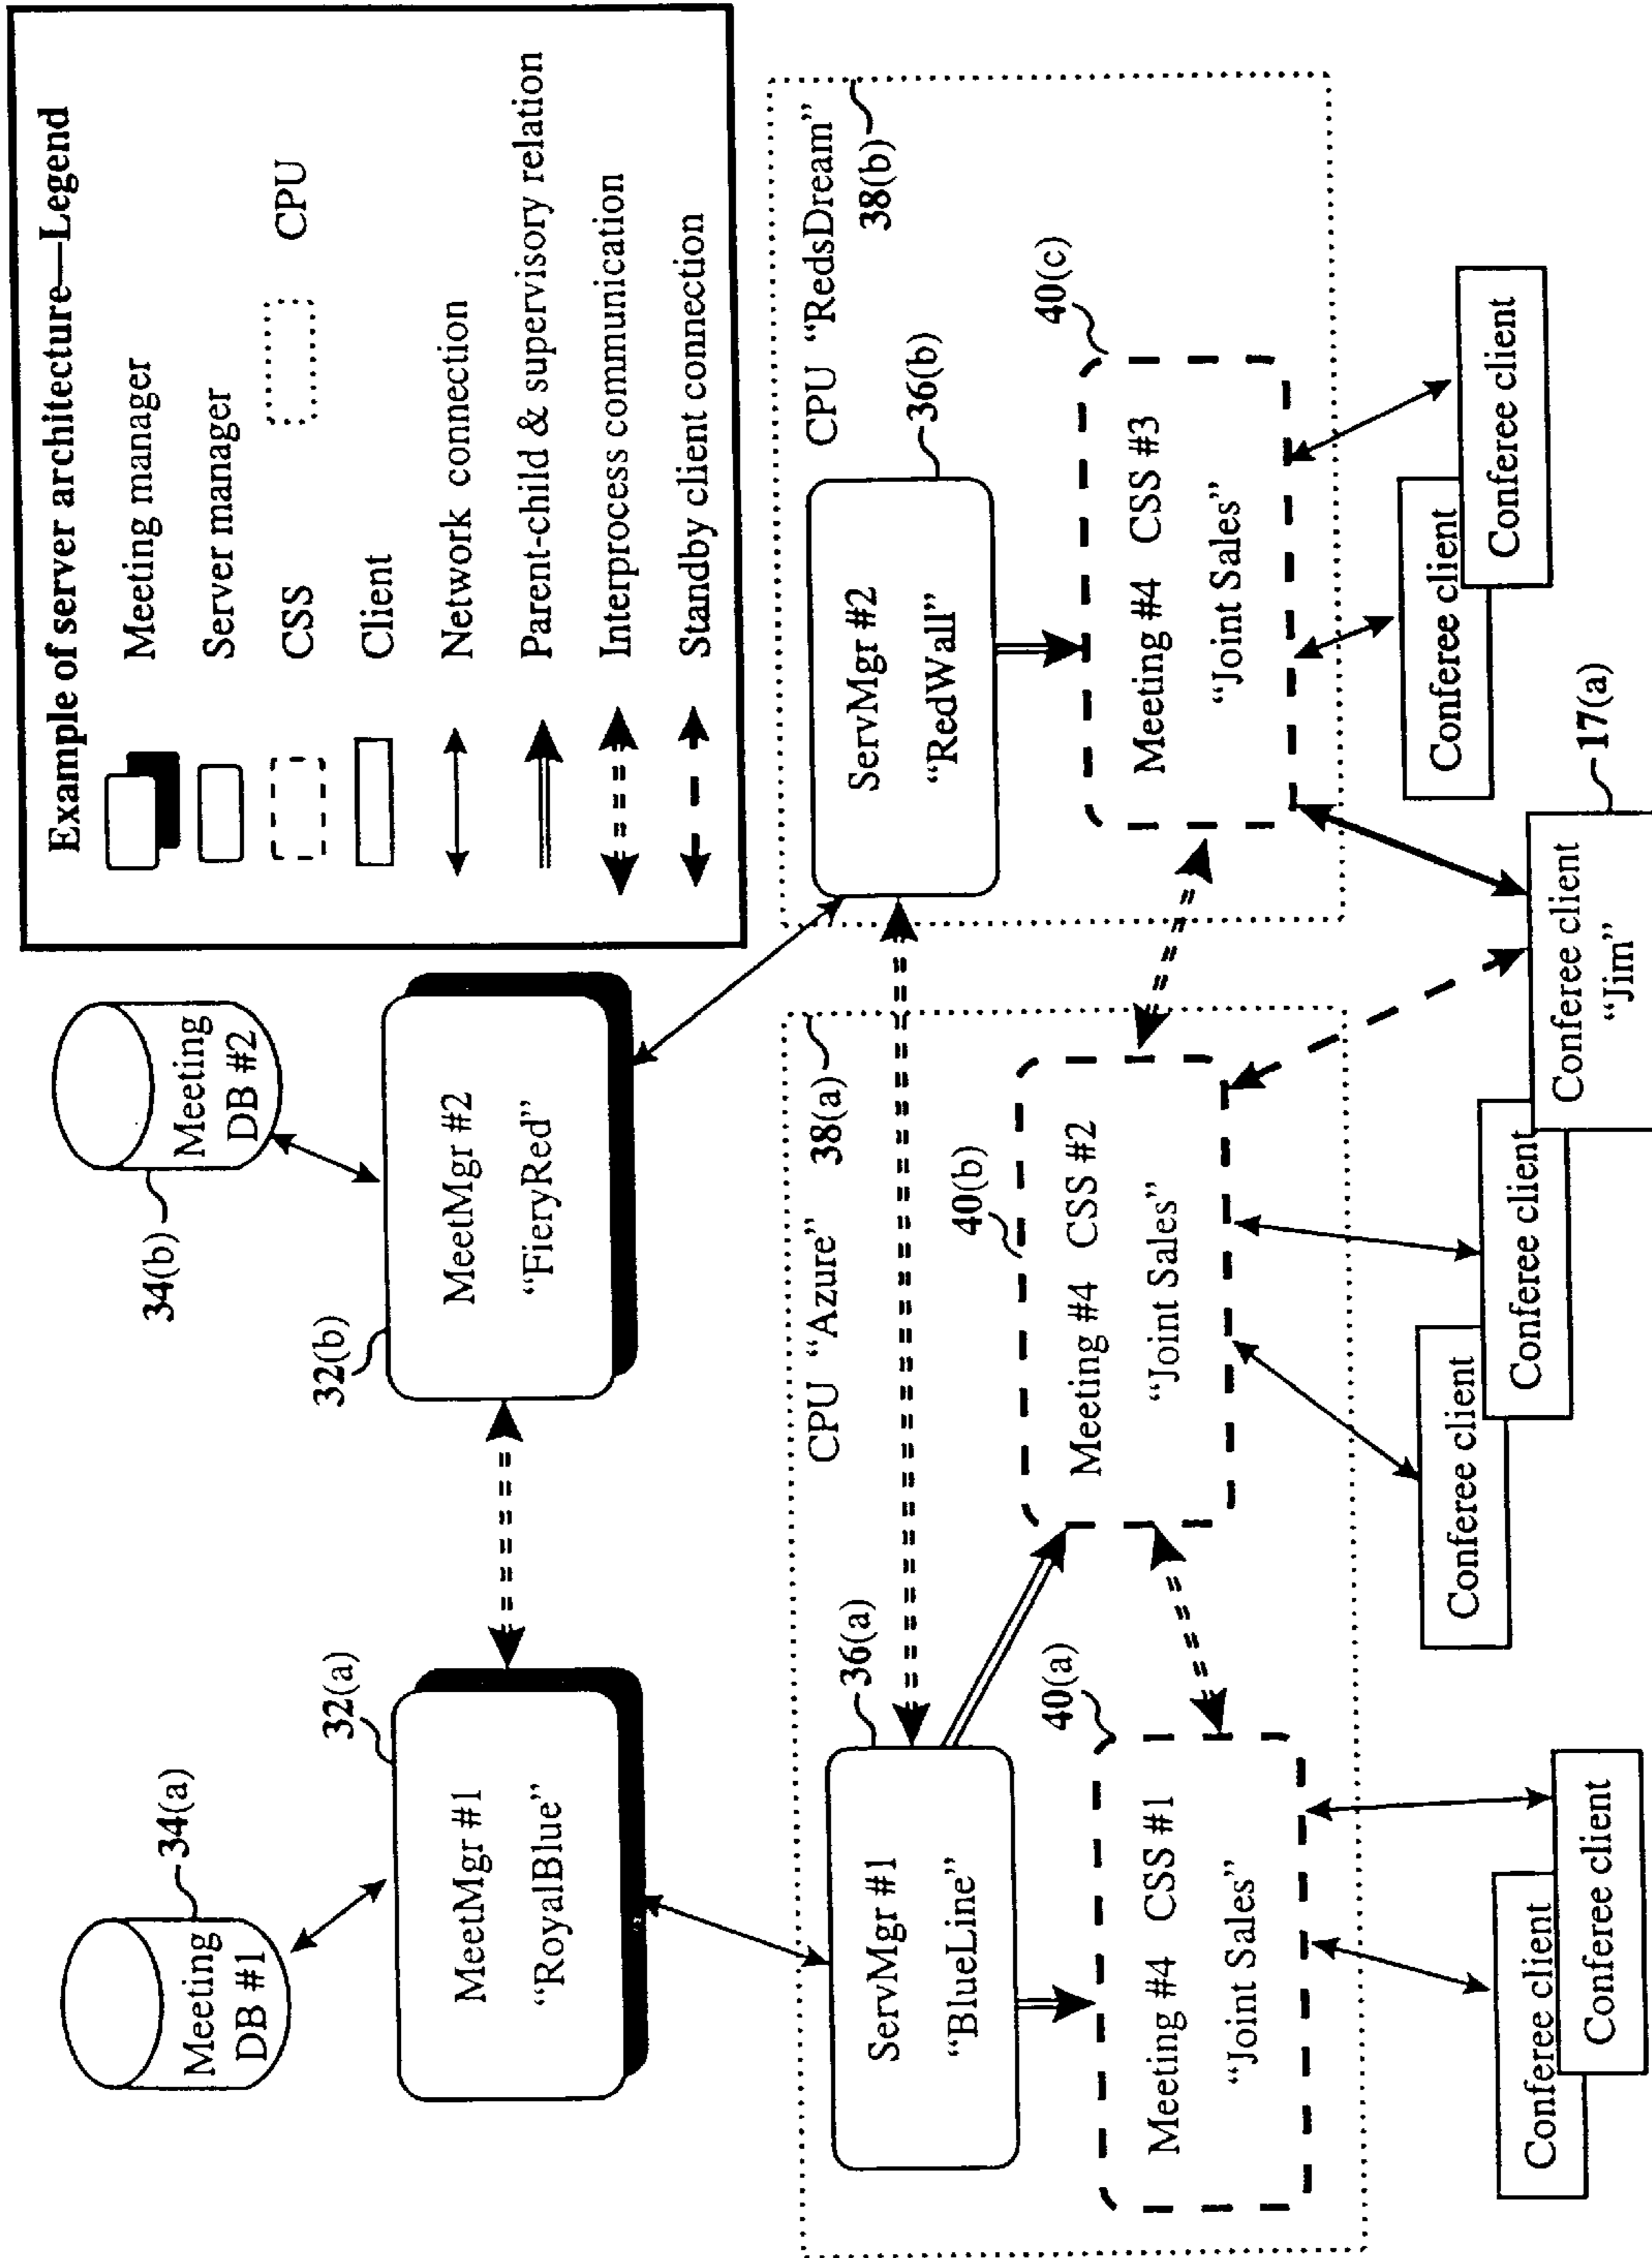 Example of server architecture—Legend
Meeting manager
Server manager
CSS
CPU
Client
Network connection
Parent-child & supervisory relation
Interprocess communication
Standby client connection
34(a)
Meeting
DB #1
34(b)
Meeting
DB #2
32(a)
MeetMgr #1
“RoyalBlue”
32(b)
MeetMgr #2
“FieryRed”
CPU “Azure”
38(a)
CPU “RedsDream”
38(b)
ServMgr #1
“BlueLine”
36(a)
ServMgr #2
“RedWall”
36(b)
40(a)
Meeting #4 CSS #1
“Joint Sales”
40(b)
Meeting #4 CSS #2
“Joint Sales”
40(c)
Meeting #4 CSS #3
“Joint Sales”
Conferee client
Conferee client
Conferee client
Conferee client
Conferee client
“Jim”
17(a)
Conferee client
Conferee client